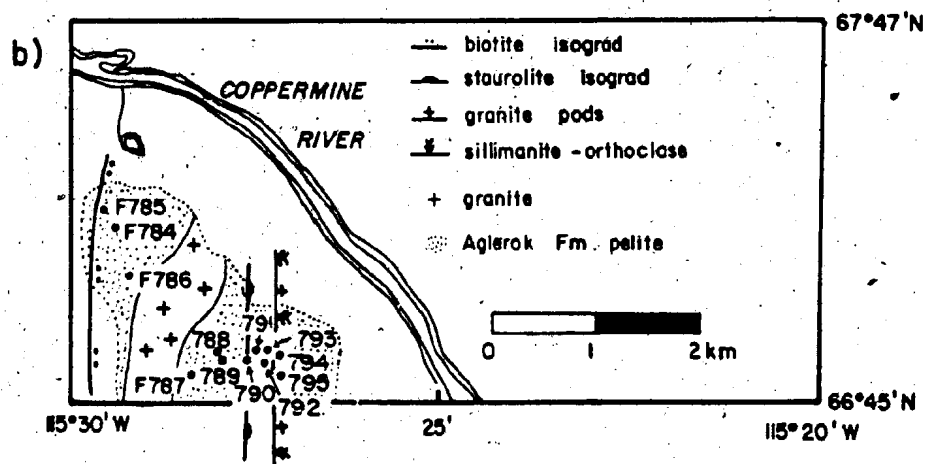 67°47'N
b)
biotite isograd
staurolite isograd
granite pods
sillimanite-orthoclase
granite
Aglerok Fm. pelite
COPPERMINE
RIVER
F785
F784
F786
791
788
793
794
F787
789
795
790
792
0 1 2 km
66°45'N
115°30'W
25'
115°20'W